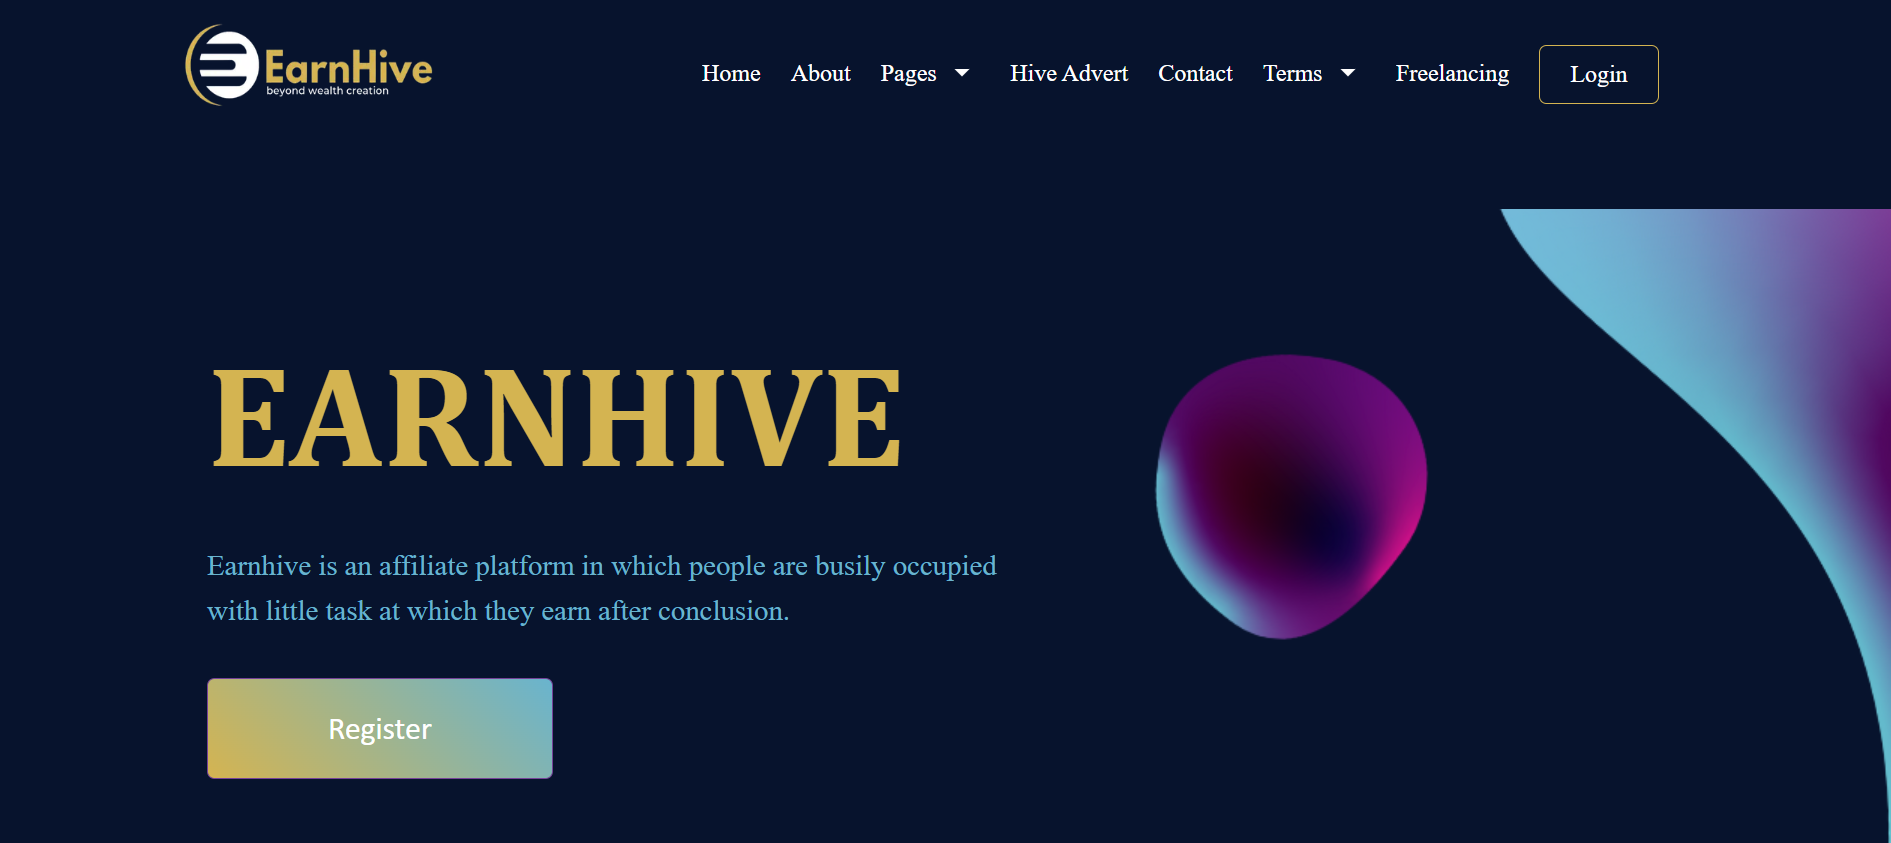 EarnHive
beyond wealth creation
Home About Pages Hive Advert Contact Terms Freelancing Login
EARNHIVE
Earnhive is an affiliate platform in which people are busily occupied
with little task at which they earn after conclusion.
Register